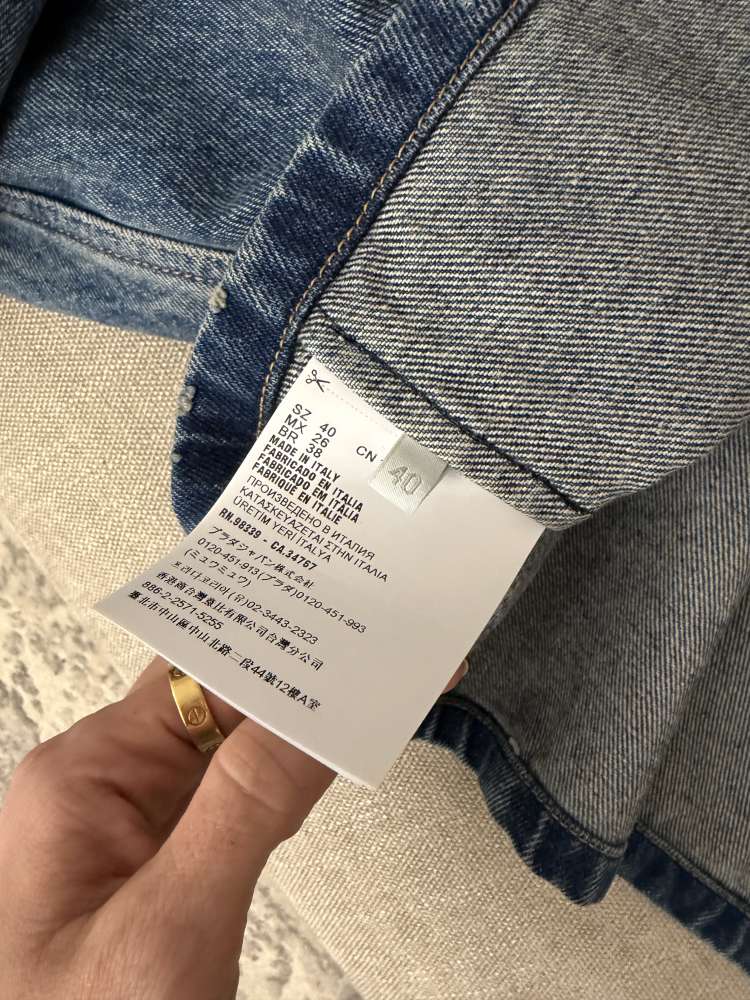 SZ 40
MX 26
BR 38
CN
40
MADE IN ITALY
FABRICADO EN ITALIA
FABRICADO EM ITALIA
FABRIQUE EN ITALIE
ПРОИЗВЕДЕНО В ИТАЛИЯ
ΚΑΤΑΣΚΕΥΑΖΕΤΑΙ ΣΤΗΝ ΙΤΑΛΙΑ
ÜRETİM YERİ İTALYA
RN.98339 - CA.34767
プラダジャパン株式会社
0120-451-913(プラダ)0120-451-993
(ミュウミュウ)
프라다코리아(유)02-3443-2323
香港商台灣慕比有限公司台灣分公司
886-2-2571-5255
臺北市中山區中山北路二段44號12樓A室